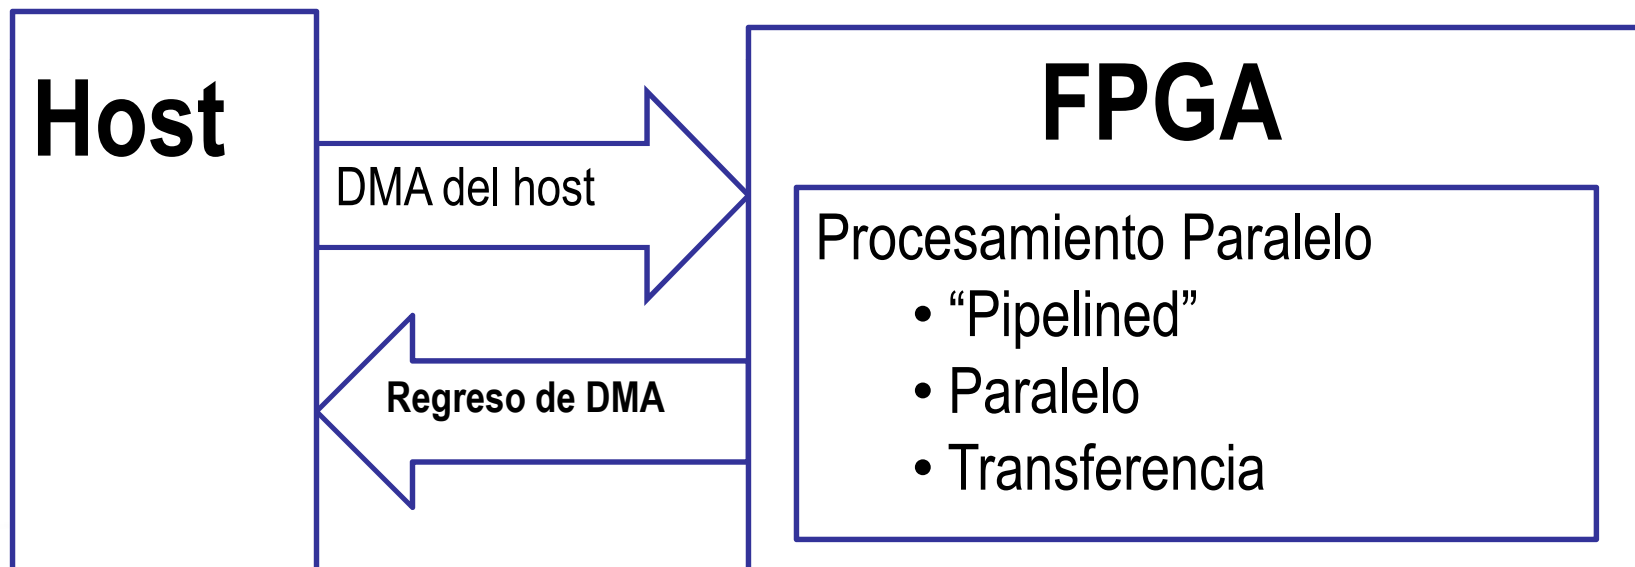 Host
DMA del host
Regreso de DMA
FPGA
Procesamiento Paralelo
• “Pipelined”
• Paralelo
• Transferencia